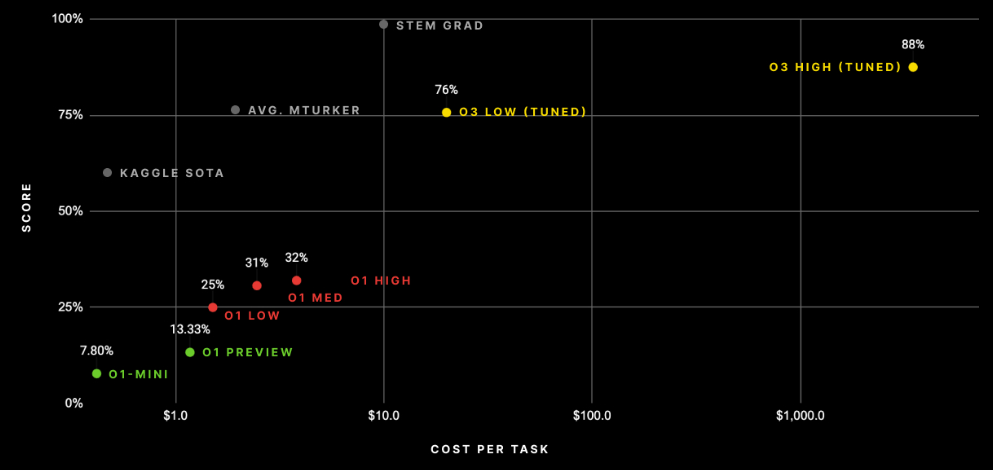 100%
STEM GRAD
88%
O3 HIGH (TUNED)
76%
O3 LOW (TUNED)
AVG. MTURKER
75%
KAGGLE SOTA
SCORE
50%
32%
31%
O1 HIGH
25%
O1 MED
25%
O1 LOW
13.33%
O1 PREVIEW
7.80%
O1-MINI
0%
$1.0
$10.0
$100.0
$1,000.0
COST PER TASK